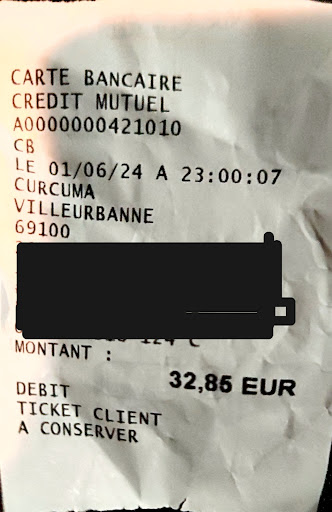 CARTE BANCAIRE
CREDIT MUTUEL
A0000000421010
CB
LE 01/06/24 A 23:00:07
CURCUMA
VILLEURBANNE
69100
MONTANT :
32,85 EUR
DEBIT
TICKET CLIENT
A CONSERVER